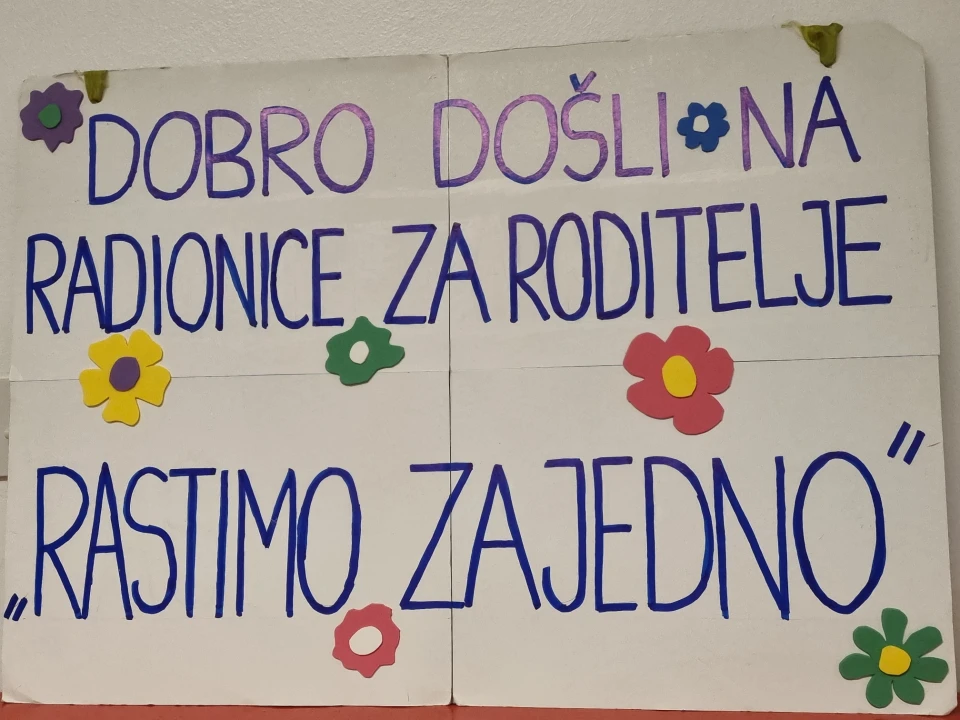 DOBRO DOŠLI NA
RADIONICE ZA RODITELJE
„RASTIMO ZAJEDNO"